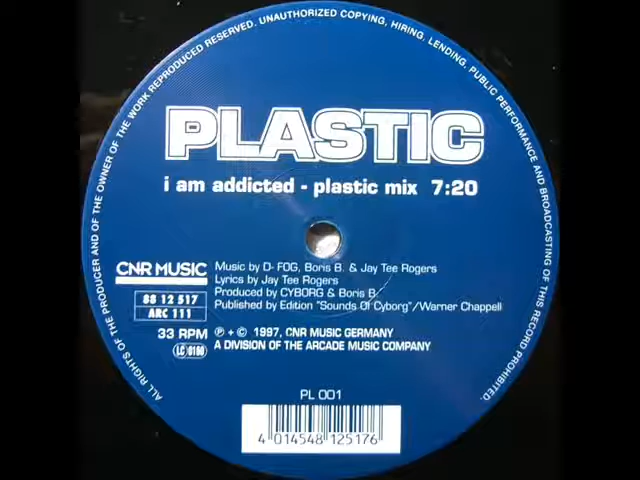 ALL RIGHTS OF THE PRODUCER AND OF THE OWNER OF THE WORK REPRODUCED RESERVED. UNAUTHORIZED COPYING, HIRING, LENDING, PUBLIC PERFORMANCE AND BROADCASTING OF THIS RECORD PROHIBITED.
PLASTIC
i am addicted - plastic mix 7:20
CNR MUSIC
88 12 517
ARC 111
33 RPM
LC 8160
Music by D- FOG, Boris B. & Jay Tee Rogers
Lyrics by Jay Tee Rogers
Produced by CYBORG & Boris B.
Published by Edition "Sounds Of Cyborg"/Warner Chappell
℗ + © 1997, CNR MUSIC GERMANY
A DIVISION OF THE ARCADE MUSIC COMPANY
PL 001
4 014548 125176